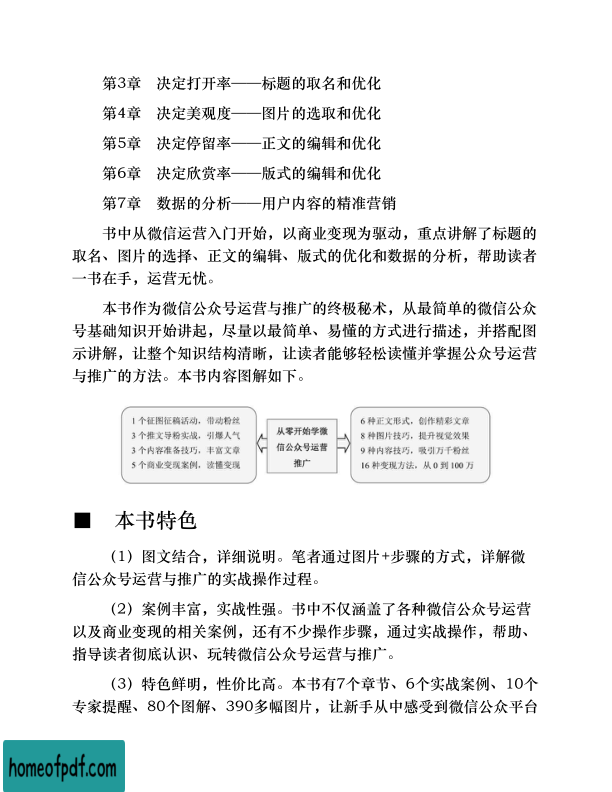 第3章　决定打开率——标题的取名和优化
第4章　决定美观度——图片的选取和优化
第5章　决定停留率——正文的编辑和优化
第6章　决定欣赏率——版式的编辑和优化
第7章　数据的分析——用户内容的精准营销
书中从微信运营入门开始，以商业变现为驱动，重点讲解了标题的
取名、图片的选择、正文的编辑、版式的优化和数据的分析，帮助读者
一书在手，运营无忧。
本书作为微信公众号运营与推广的终极秘术，从最简单的微信公众
号基础知识开始讲起，尽量以最简单、易懂的方式进行描述，并搭配图
示讲解，让整个知识结构清晰，让读者能够轻松读懂并掌握公众号运营
与推广的方法。本书内容图解如下。
1 个征图征稿活动，带动粉丝
3 个推文导粉实战，引爆人气
3 个内容准备技巧，丰富文章
5 个商业变现案例，读懂变现
从零开始学微
信公众号运营
推广
6 种正文形式，创作精彩文章
8 种图片技巧，提升视觉效果
9 种内容技巧，吸引万千粉丝
16 种变现方法，从 0 到 100 万
■　本书特色
（1）图文结合，详细说明。笔者通过图片+步骤的方式，详解微
信公众号运营与推广的实战操作过程。
（2）案例丰富，实战性强。书中不仅涵盖了各种微信公众号运营
以及商业变现的相关案例，还有不少操作步骤，通过实战操作，帮助、
指导读者彻底认识、玩转微信公众号运营与推广。
（3）特色鲜明，性价比高。本书有7个章节、6个实战案例、10个
专家提醒、80个图解、390多幅图片，让新手从中感受到微信公众平台
homeofpdf.com